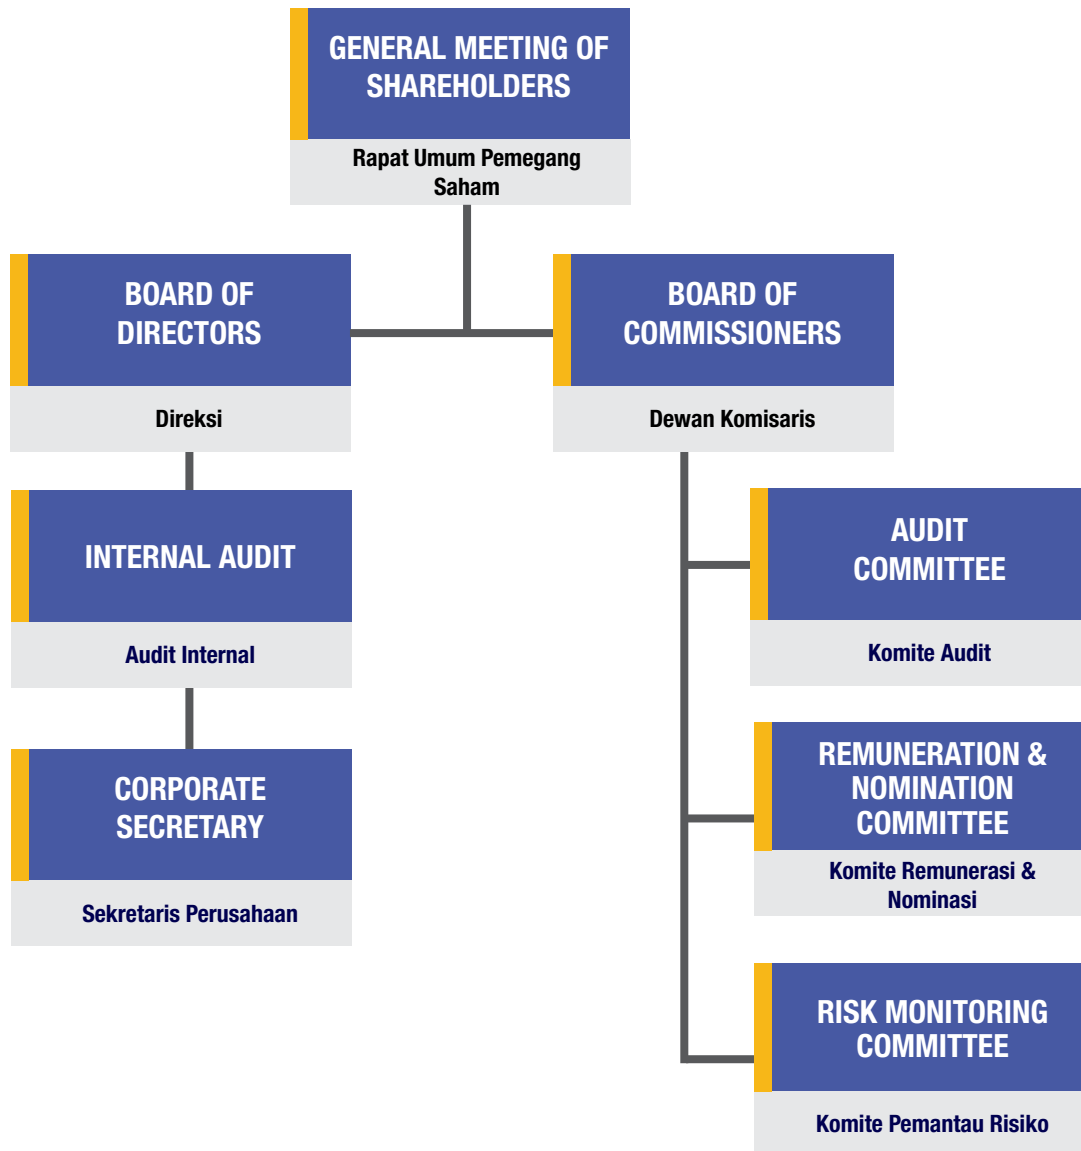 GENERAL MEETING OF
SHAREHOLDERS
Rapat Umum Pemegang
Saham
BOARD OF
DIRECTORS
Direksi
BOARD OF
COMMISSIONERS
Dewan Komisaris
INTERNAL AUDIT
Audit Internal
CORPORATE
SECRETARY
Sekretaris Perusahaan
AUDIT
COMMITTEE
Komite Audit
REMUNERATION &
NOMINATION
COMMITTEE
Komite Remunerasi &
Nominasi
RISK MONITORING
COMMITTEE
Komite Pemantau Risiko